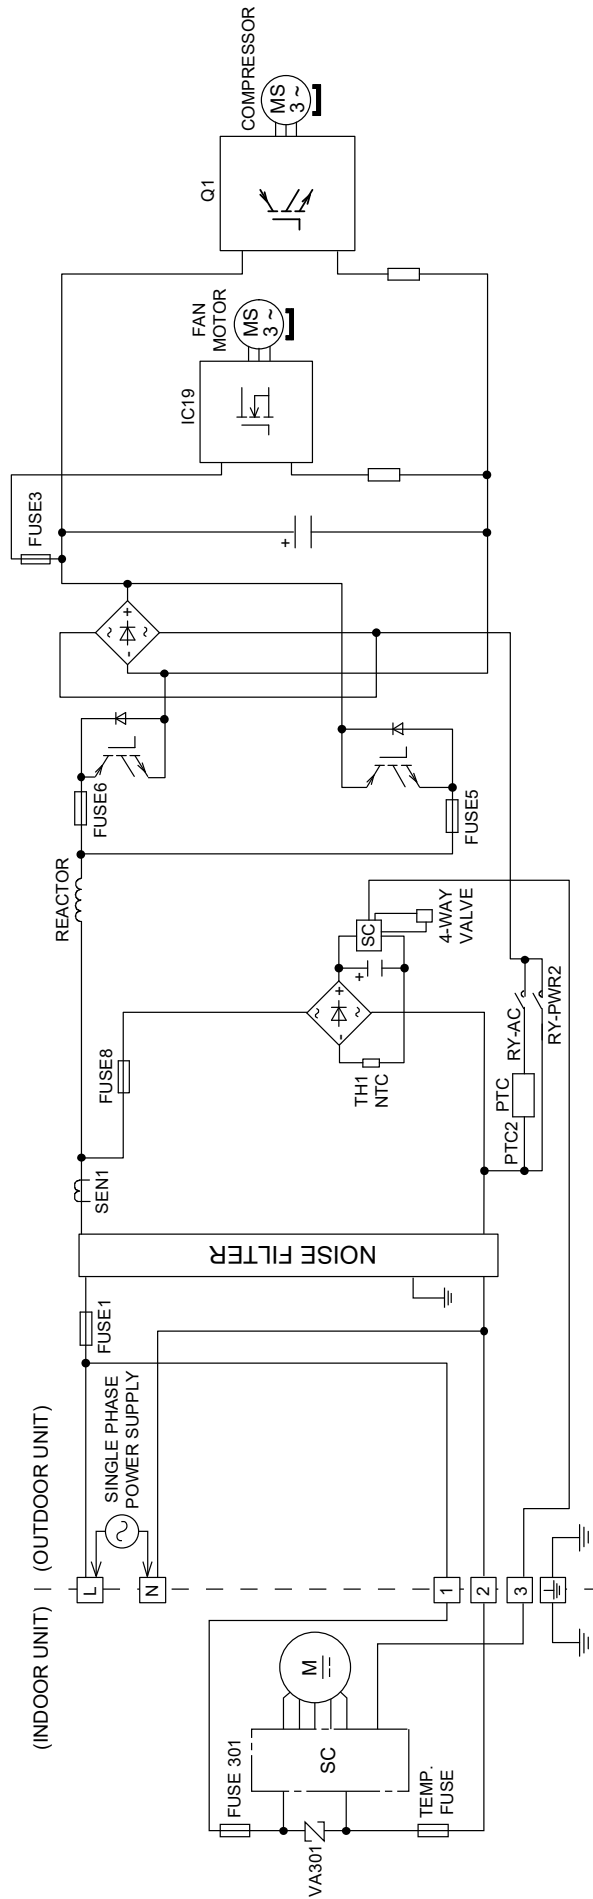 (INDOOR UNIT)
(OUTDOOR UNIT)
L
N
SINGLE PHASE
POWER SUPPLY
FUSE1
NOISE FILTER
SEN1
FUSE8
REACTOR
FUSE6
FUSE5
FUSE3
IC19
FAN
MOTOR
MS
3 ~
Q1
COMPRESSOR
MS
3 ~
+
-
~
~
+
TH1
NTC
+
-
~
~
+
SC
4-WAY
VALVE
PTC2
PTC
RY-AC
RY-PWR2
1
2
3
M
SC
FUSE 301
VA301
TEMP.
FUSE